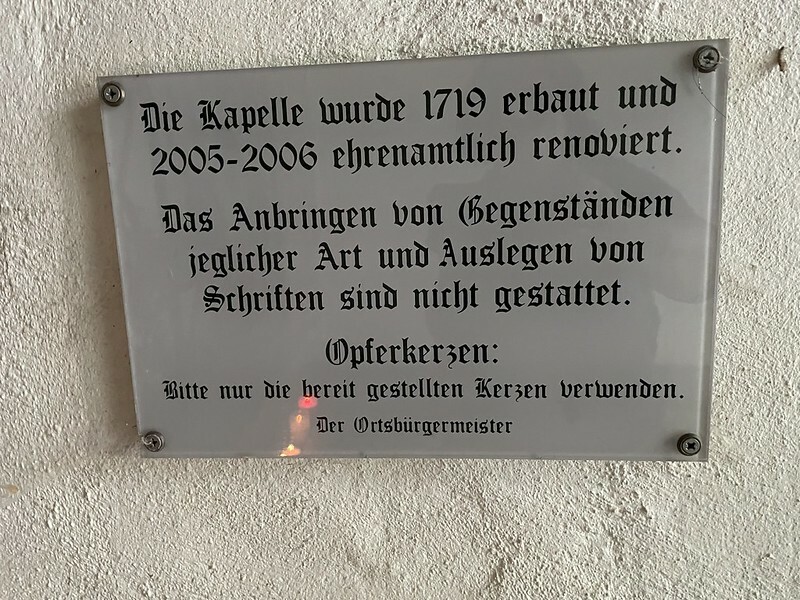 Die Kapelle wurde 1719 erbaut und
2005-2006 ehrenamtlich renoviert.
Das Anbringen von Gegenständen
jeglicher Art und Auslegen von
Schriften sind nicht gestattet.
Opferkerzen:
Bitte nur die bereit gestellten Kerzen verwenden.
Der Ortsbürgermeister